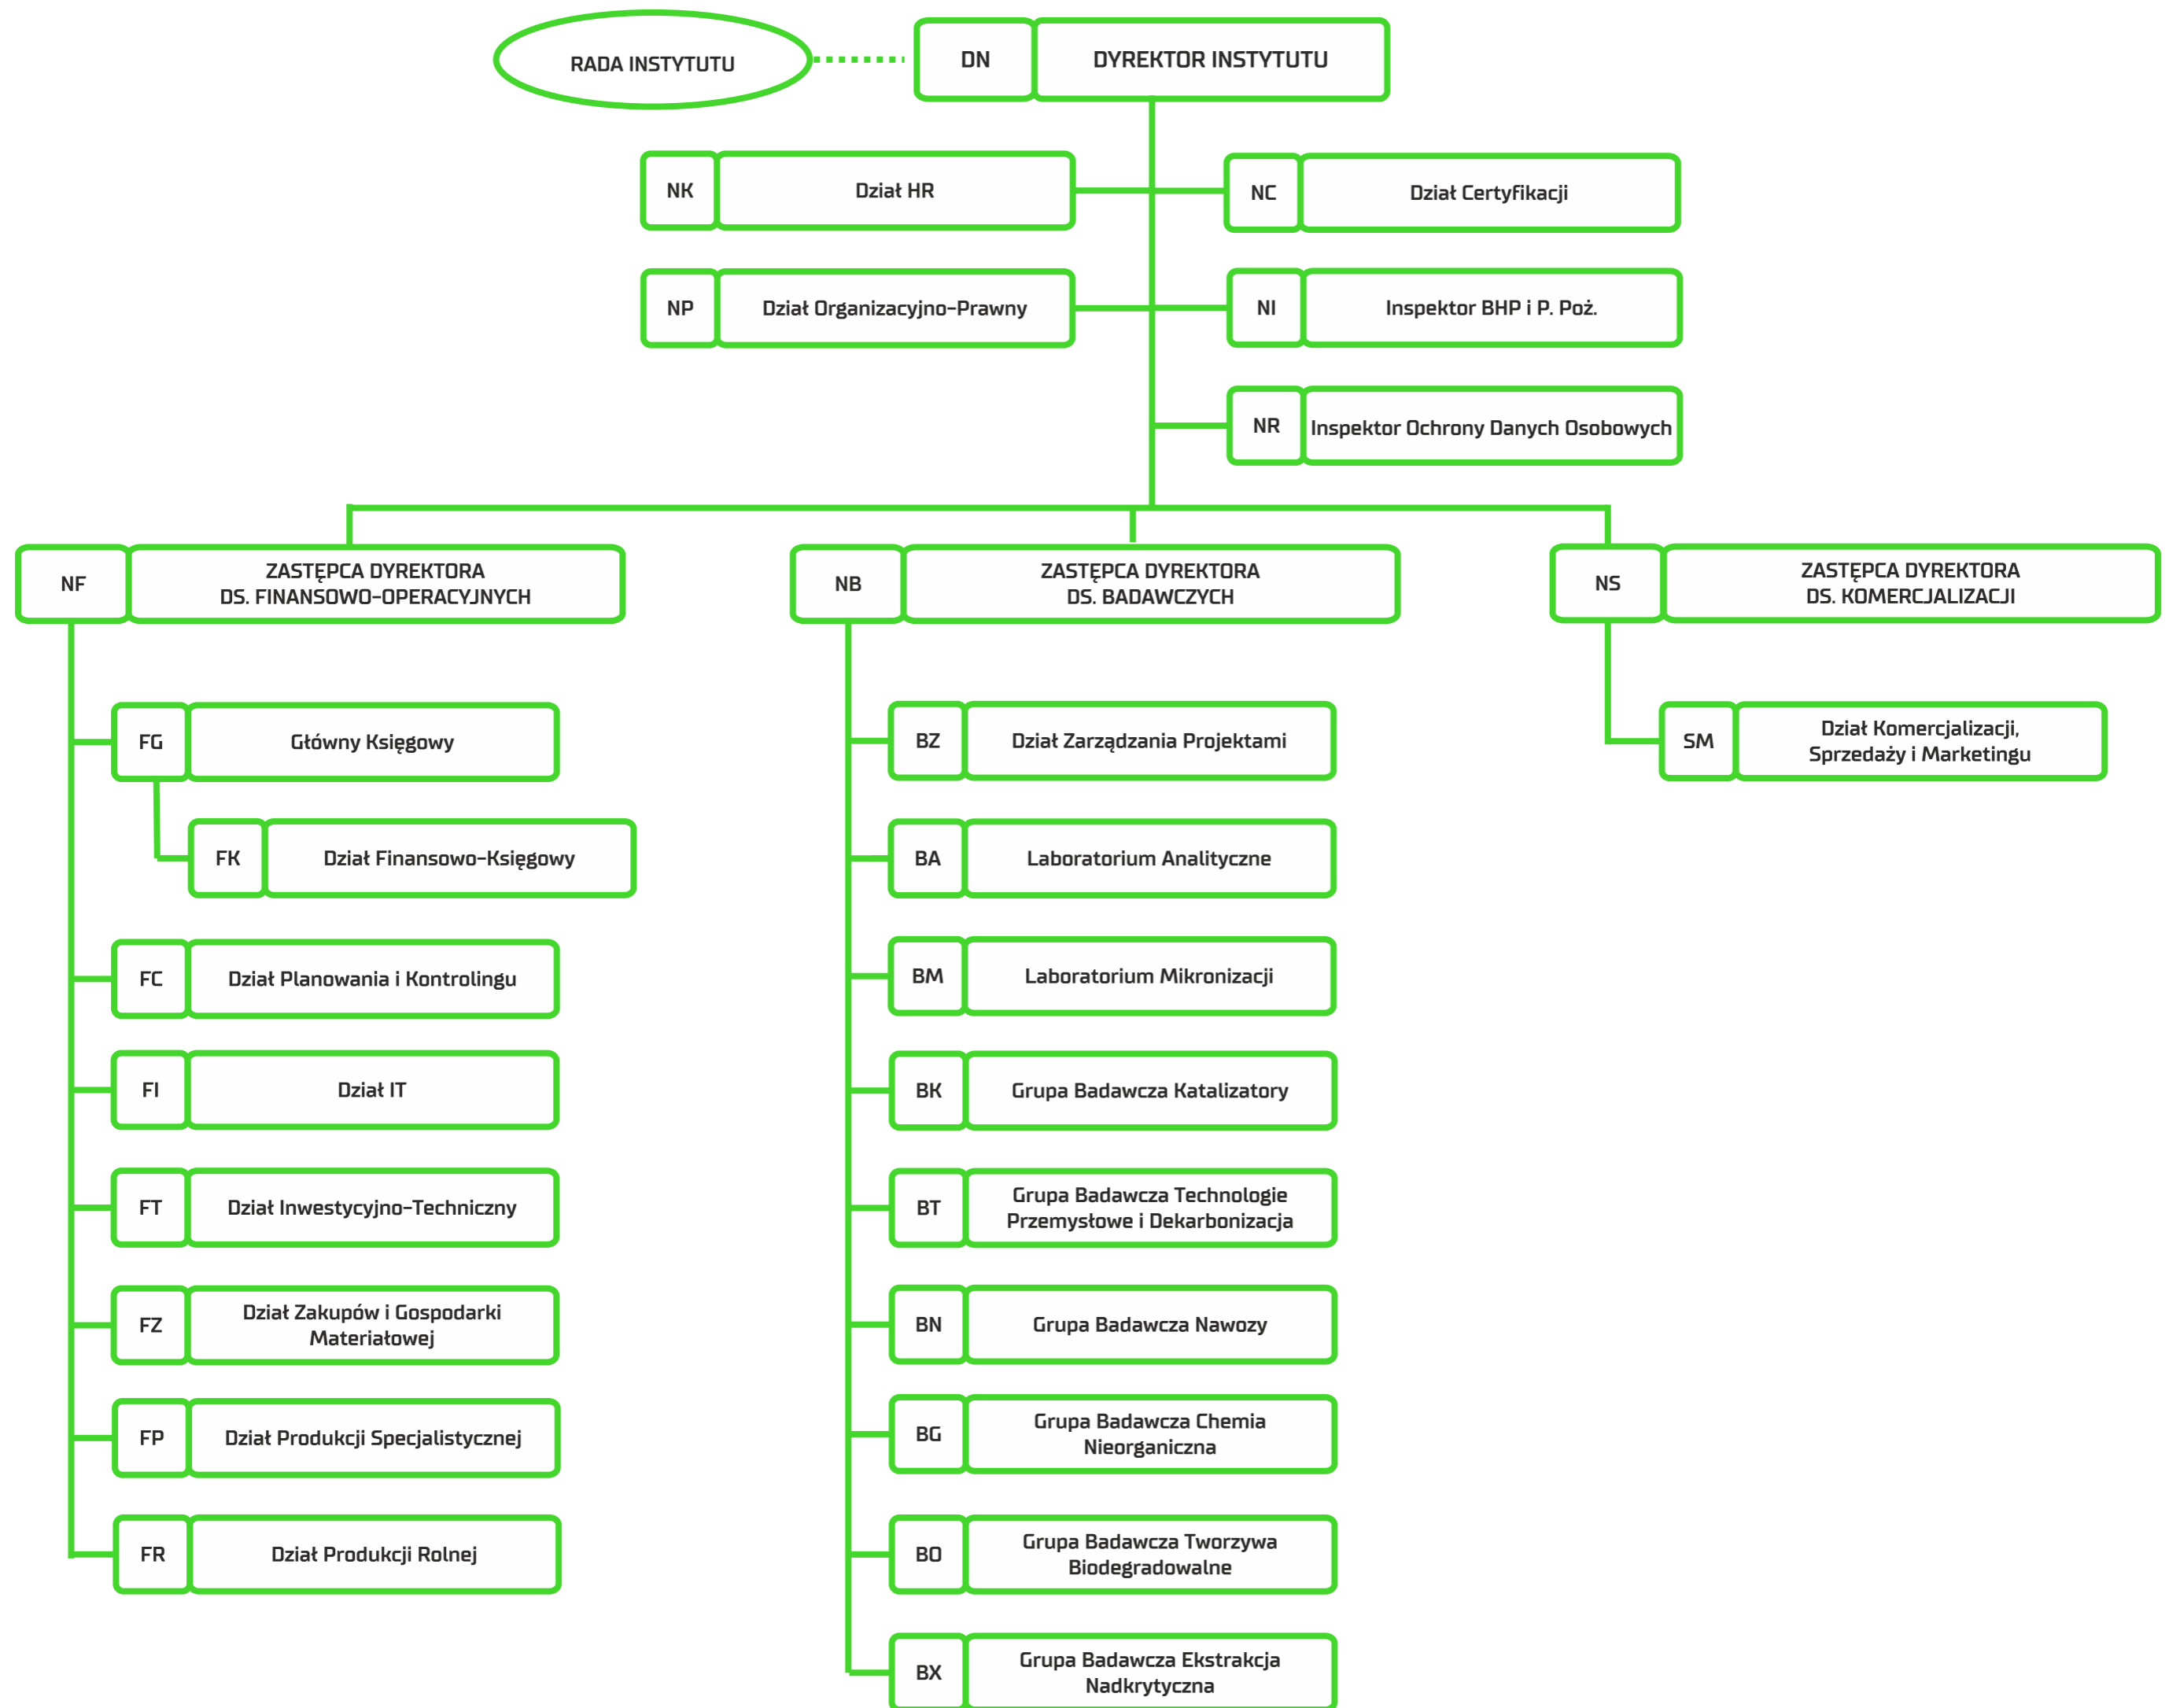 RADA INSTYTUTU
DN
DYREKTOR INSTYTUTU
NK
Dział HR
NC
Dział Certyfikacji
NP
Dział Organizacyjno-Prawny
NI
Inspektor BHP i P. Poż.
NR
Inspektor Ochrony Danych Osobowych
NF
ZASTĘPCA DYREKTORA
DS. FINANSOWO-OPERACYJNYCH
FG
Główny Księgowy
FK
Dział Finansowo-Księgowy
FC
Dział Planowania i Kontrolingu
FI
Dział IT
FT
Dział Inwestycyjno-Techniczny
FZ
Dział Zakupów i Gospodarki
Materiałowej
FP
Dział Produkcji Specjalistycznej
FR
Dział Produkcji Rolnej
NB
ZASTĘPCA DYREKTORA
DS. BADAWCZYCH
BZ
Dział Zarządzania Projektami
BA
Laboratorium Analityczne
BM
Laboratorium Mikronizacji
BK
Grupa Badawcza Katalizatory
BT
Grupa Badawcza Technologie
Przemysłowe i Dekarbonizacja
BN
Grupa Badawcza Nawozy
BG
Grupa Badawcza Chemia
Nieorganiczna
BO
Grupa Badawcza Tworzywa
Biodegradowalne
BX
Grupa Badawcza Ekstrakcja
Nadkrytyczna
NS
ZASTĘPCA DYREKTORA
DS. KOMERCJALIZACJI
SM
Dział Komercjalizacji,
Sprzedaży i Marketingu